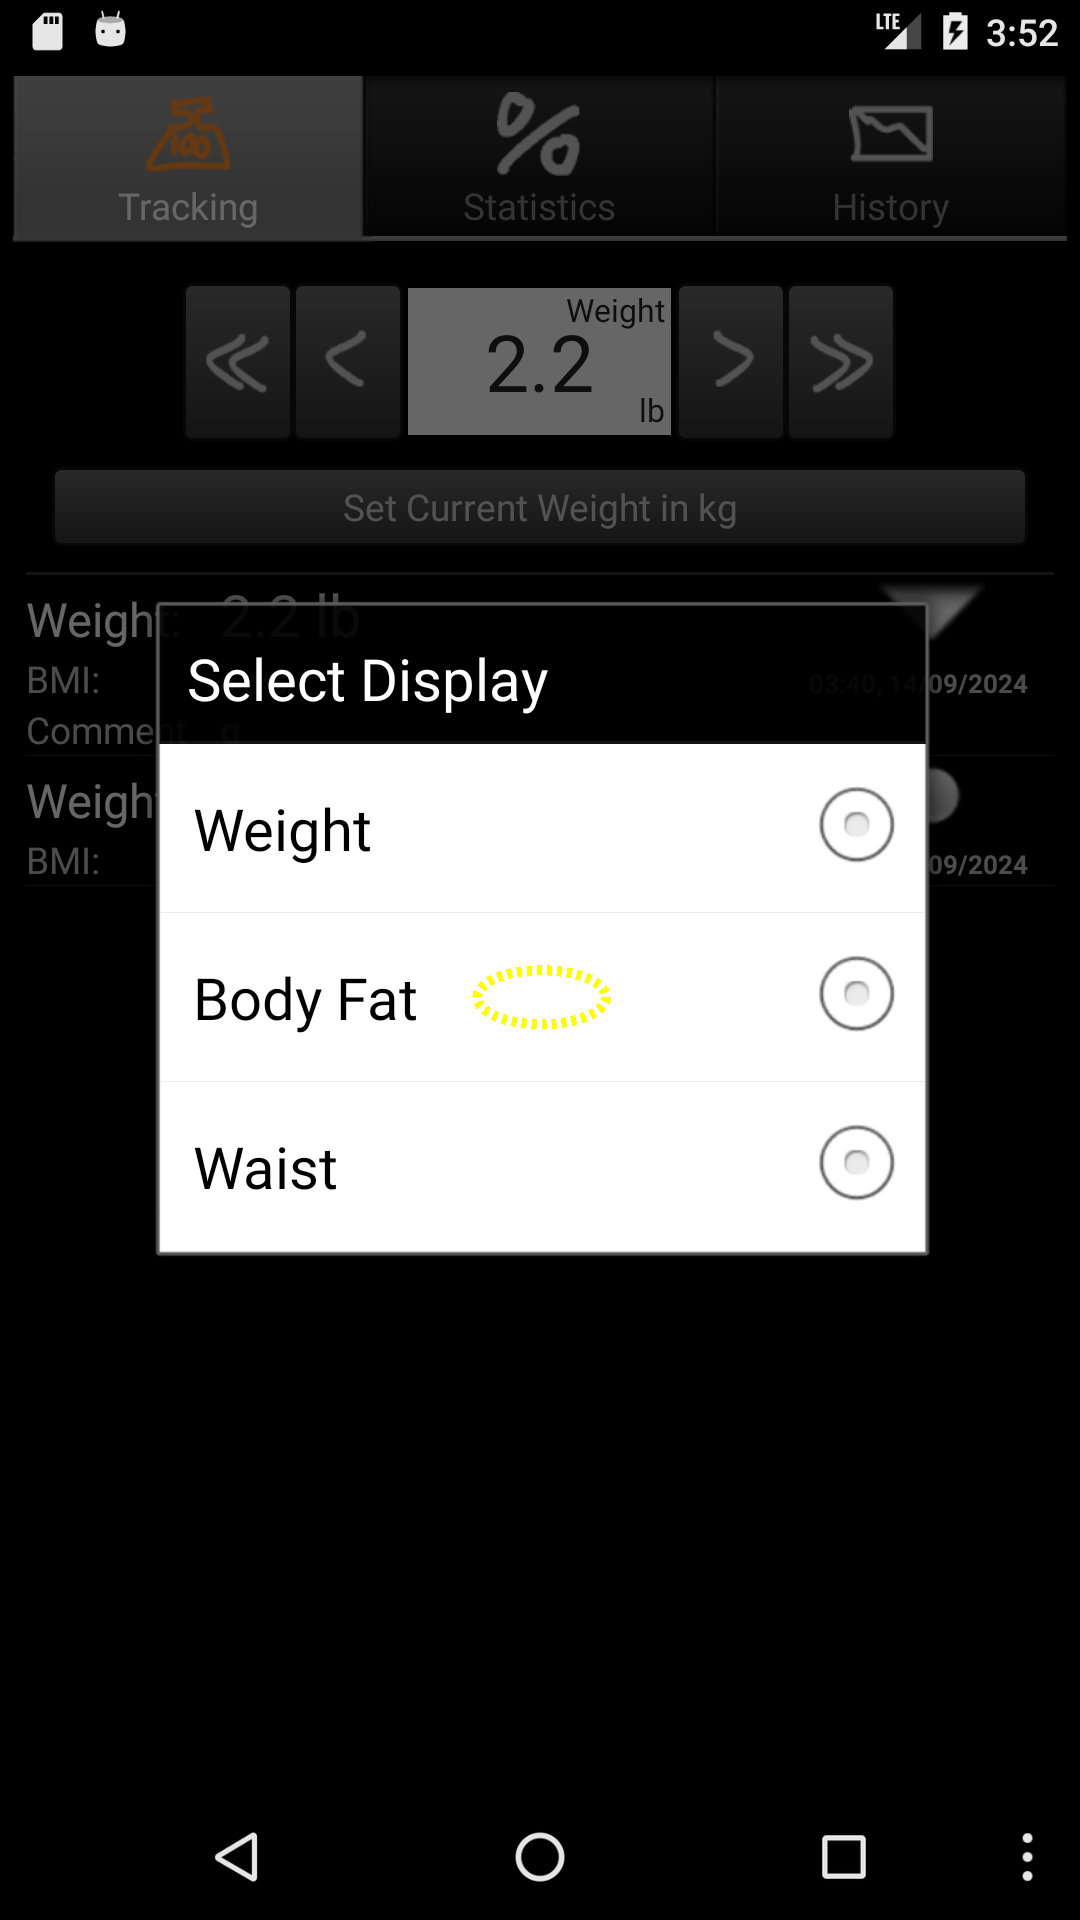 LTE 3:52
Tracking Statistics History
Weight
2.2
lb
Set Current Weight in kg
Weight: 2.2 lb
BMI: 03:40, 14/09/2024
Comment g
Select Display
Weight
Weight
BMI: 09/2024
Body Fat
Waist